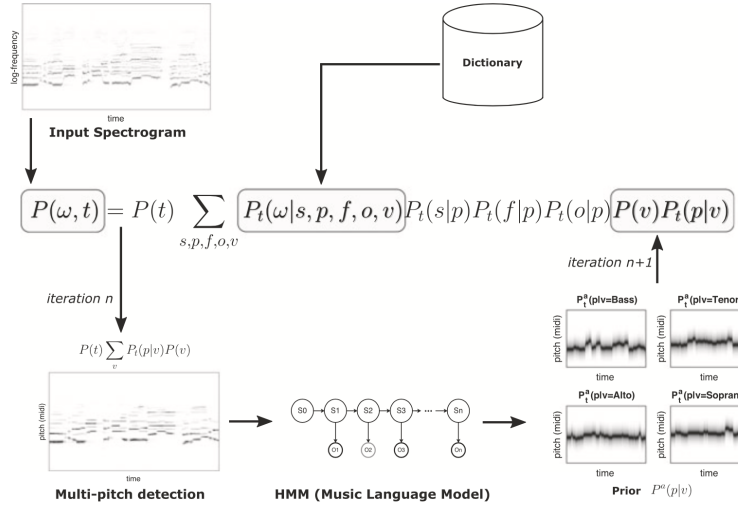 log-frequency
time
Input Spectrogram
Dictionary
P(ω, t) = P(t) ∑ s,p,f,o,v P_t(ω|s, p, f, o, v)P_t(s|p)P_t(f|p)P_t(o|p)P(v)P_t(p|v)
iteration n
iteration n+1
P(t) ∑ v P_t(p|v)P(v)
pitch (midi)
time
Multi-pitch detection
S0 S1 S2 S3 ... Sn
O1 O2 O3 On
HMM (Music Language Model)
P^a_t(p|v=Bass)
pitch (midi)
time
P^a_t(p|v=Tenor
pitch (midi)
time
P^a_t(p|v=Alto)
pitch (midi)
time
P^a_t(p|v=Sopran
pitch (midi)
time
Prior P^a(p|v)